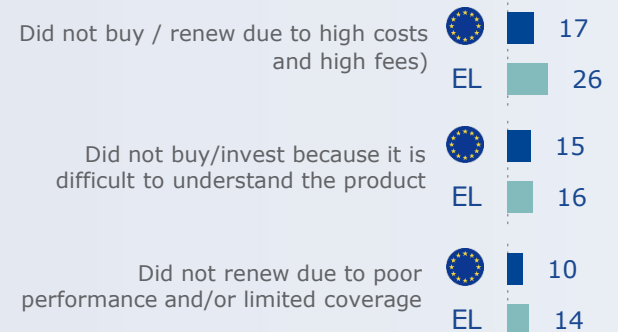 Did not buy / renew due to high costs
and high fees)
17
EL 26
Did not buy/invest because it is
difficult to understand the product
15
EL 16
Did not renew due to poor
performance and/or limited coverage
10
EL 14